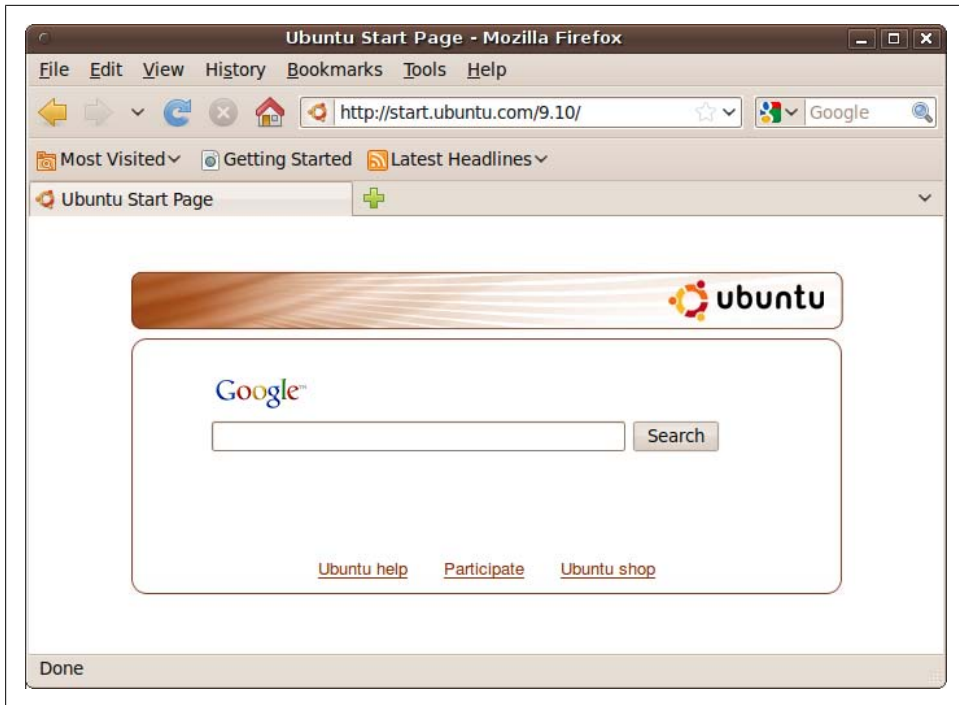 Ubuntu Start Page - Mozilla Firefox
File Edit View History Bookmarks Tools Help
http://start.ubuntu.com/9.10/ Google
Most Visited Getting Started Latest Headlines
Ubuntu Start Page
ubuntu
Google™
Search
Ubuntu help Participate Ubuntu shop
Done